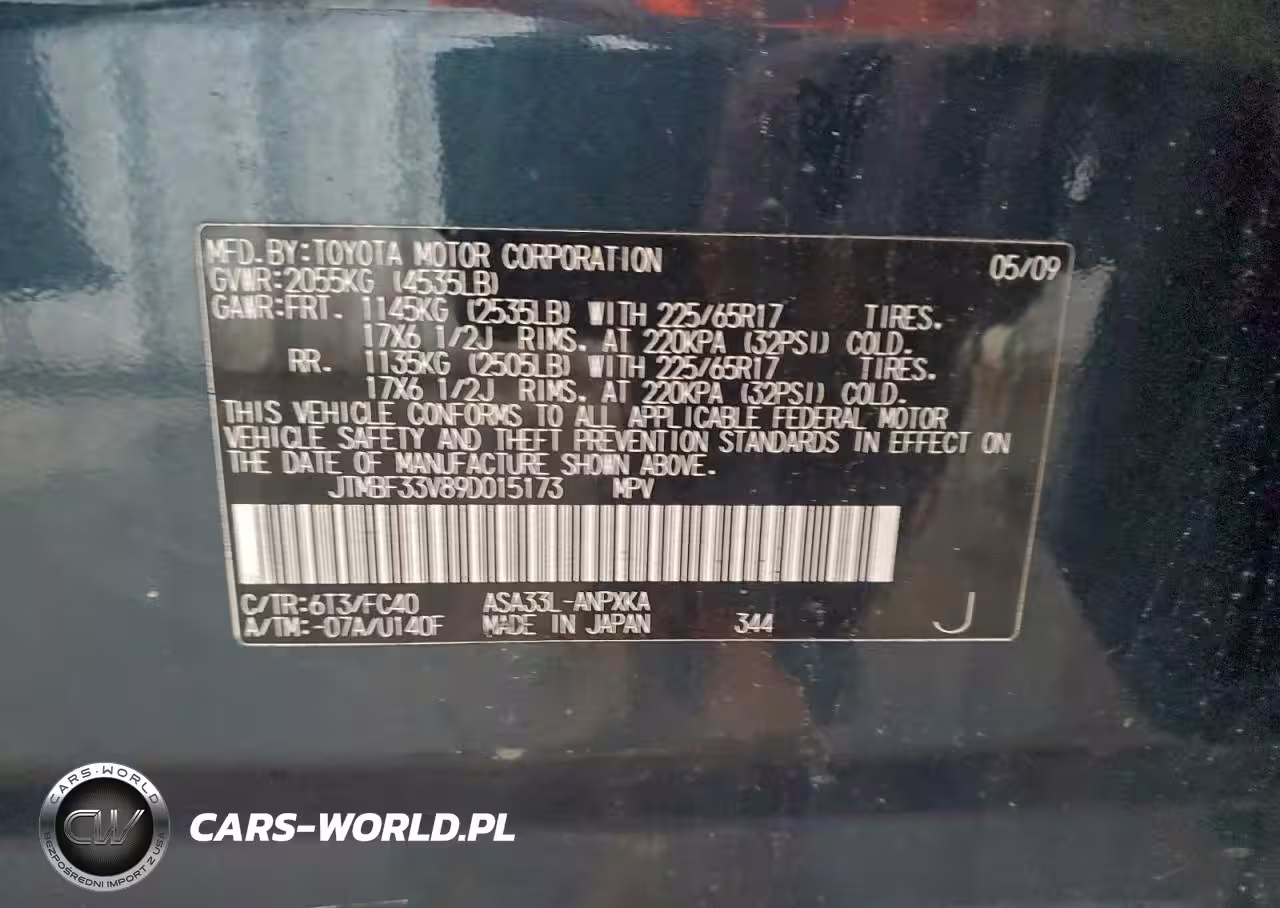 MFD.BY:TOYOTA MOTOR CORPORATION 05/09
GVWR:2055KG (4535LB)
GAWR:FRT. 1145KG (2535LB) WITH 225/65R17 TIRES.
17X6 1/2J RIMS. AT 220KPA (32PSI) COLD.
RR. 1135KG (2505LB) WITH 225/65R17 TIRES.
17X6 1/2J RIMS. AT 220KPA (32PSI) COLD.
THIS VEHICLE CONFORMS TO ALL APPLICABLE FEDERAL MOTOR
VEHICLE SAFETY AND THEFT PREVENTION STANDARDS IN EFFECT ON
THE DATE OF MANUFACTURE SHOWN ABOVE.
JTMBF33V89D015173 MPV
C/TR:6T3/FC40 ASA33L-ANPXKA
A/TM:-07A/U140F MADE IN JAPAN 344 J
CARS-WORLD
CW
BEZPOŚREDNI IMPORT Z USA
CARS-WORLD.PL